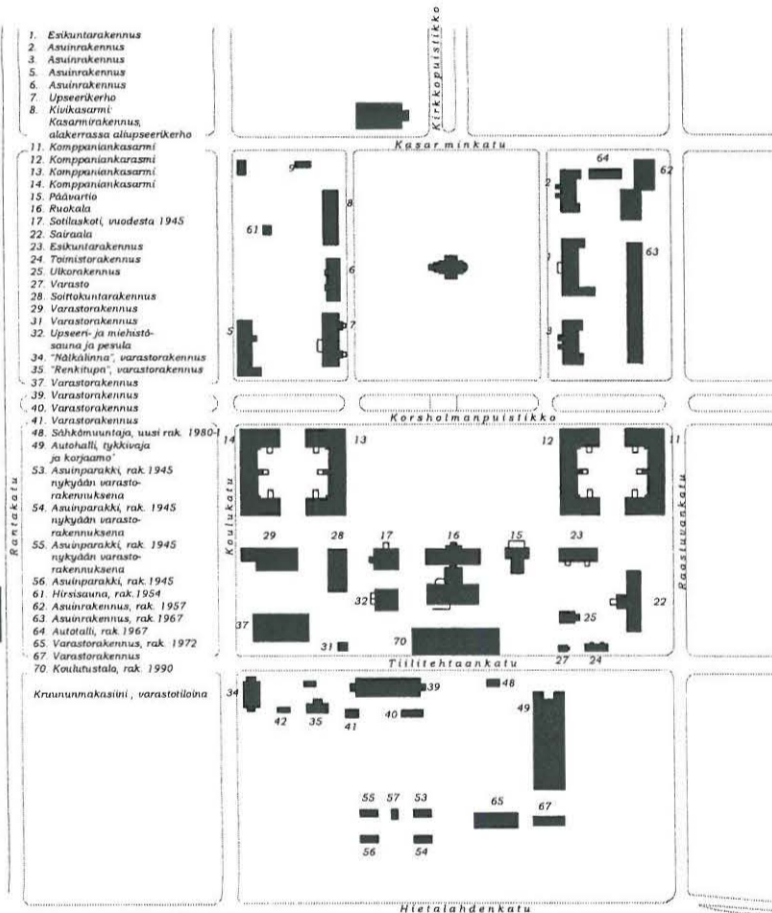 1. Esikuntarakennus
2. Asuinrakennus
3. Asuinrakennus
5. Asuinrakennus
6. Asuinrakennus
7. Upseerikerho
8. Kivikasarmi
Kasarmirakennus,
alakerrassa aliupseerikerho
11. Komppaniankasarmi
12. Komppaniankarasmi
13. Komppaniankasarmi
14. Komppaniankasarmi
15. Päävartio
16. Ruokala
17. Sotilaskoti, vuodesta 1945
22. Sairaala
23. Esikuntarakennus
24. Toimistorakennus
25. Ulkorakennus
27. Varasto
28. Soittokuntarakennus
29. Varastorakennus
31 Varastorakennus
32. Upseeri- ja miehistö-
sauna ja pesula
34. "Nälkälinna", varastorakennus
35. "Renkitupa", varastorakennus
37. Varastorakennus
39. Varastorakennus
40. Varastorakennus
41. Varastorakennus
48. Sähkömuuntaja, uusi rak. 1980-l
49. Autohalli, tykkivaja
ja korjaamo
53. Asuinparakki, rak. 1945
nykyään varasto-
rakennuksena
54. Asuinparakki, rak. 1945
nykyään varasto-
rakennuksena
55. Asuinparakki, rak. 1945
nykyään varasto-
rakennuksena
56. Asuinparakki, rak. 1945
61. Hirsisauna, rak. 1954
62. Asuinrakennus, rak. 1957
63. Asuinrakennus, rak. 1967
64. Autotalli, rak. 1967
65. Varastorakennus, rak. 1972
67. Varastorakennus
70. Koulutustalo, rak. 1990
Kruununmakasiini, varastotiloina
Rantakatu
Kirkkopuistikko
Kasarminkatu
9
64
62
2
8
61
6
1
63
7
5
3
Korsholmanpuistikko
14
13
12
11
Koulukatu
Raastuvankatu
29
28
17
16
15
23
32
25
22
37
31
70
27
24
Tiilitehtaankatu
34
39
48
42
35
41
40
49
55
57
53
65
67
56
54
Hietalahdenkatu